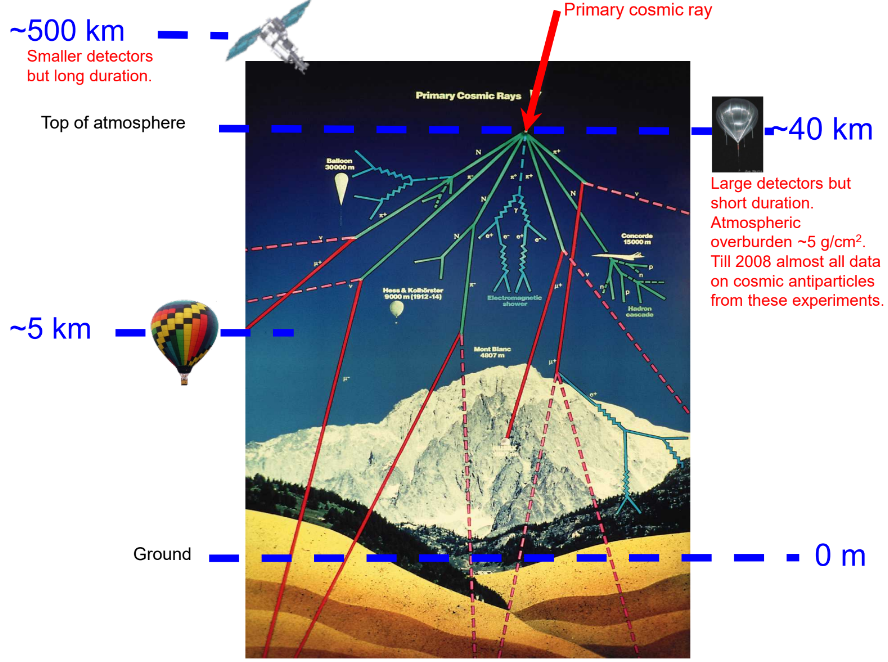 ~500 km
Smaller detectors
but long duration.
Primary cosmic ray
Primary Cosmic Rays
Top of atmosphere
~40 km
Large detectors but
short duration.
Atmospheric
overburden ~5 g/cm².
Till 2008 almost all data
on cosmic antiparticles
from these experiments.
N
π+
Balloon
30000 m
π-
π°
π+
N
N
ν
γ
π+
e+
e-
e+
e-
ν
μ+
N
Concorde
15000 m
p
n
n
p
Hadron
cascade
ν
ν
Hess & Kolhörster
9000 m (1912-14)
π-
Electromagnetic
shower
μ+
~5 km
Mont Blanc
4807 m
μ-
μ+
e+
Ground
0 m